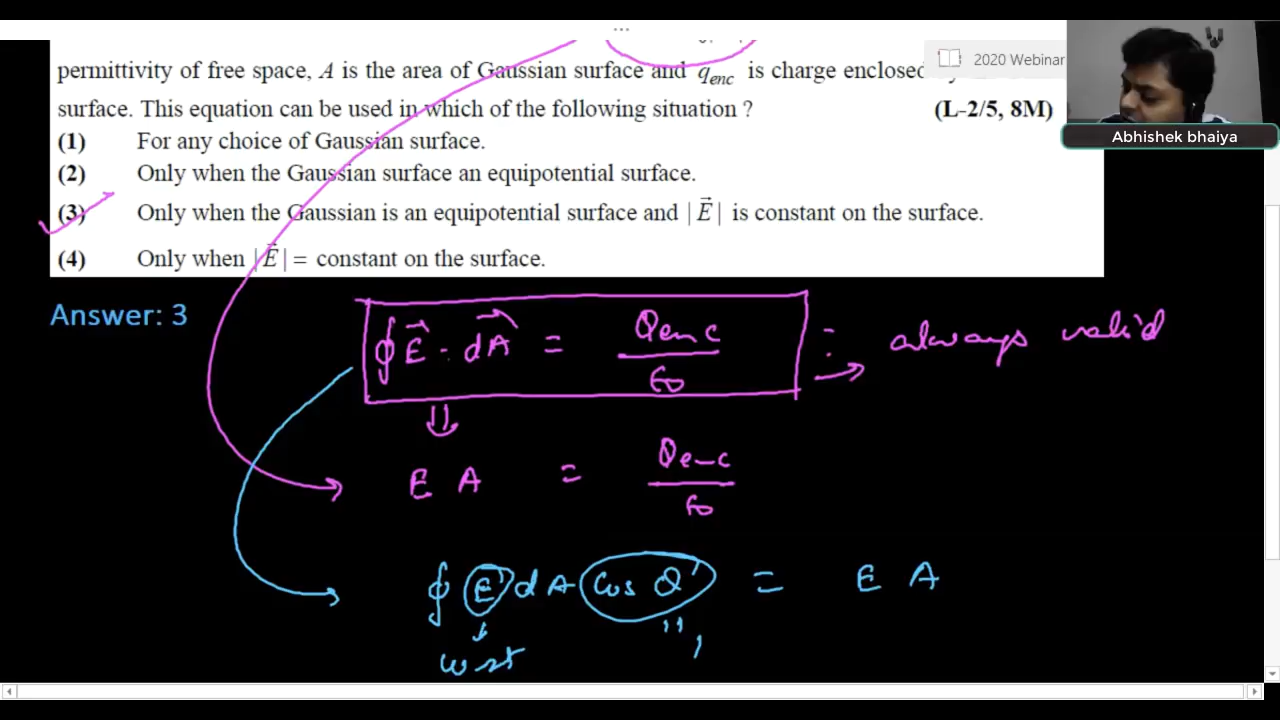 ...
2020 Webinar
permittivity of free space, A is the area of Gaussian surface and q_enc is charge enclosed
surface. This equation can be used in which of the following situation ? (L-2/5, 8M)
Abhishek bhaiya
(1) For any choice of Gaussian surface.
(2) Only when the Gaussian surface an equipotential surface.
(3) Only when the Gaussian is an equipotential surface and |E⃗| is constant on the surface.
(4) Only when |E⃗| = constant on the surface.
Answer: 3
∮ E⃗ · dA⃗ = Qenc / ε0 : → always valid
⇓
E A = Qenc / ε0
∮ E dA cos θ = E A
const